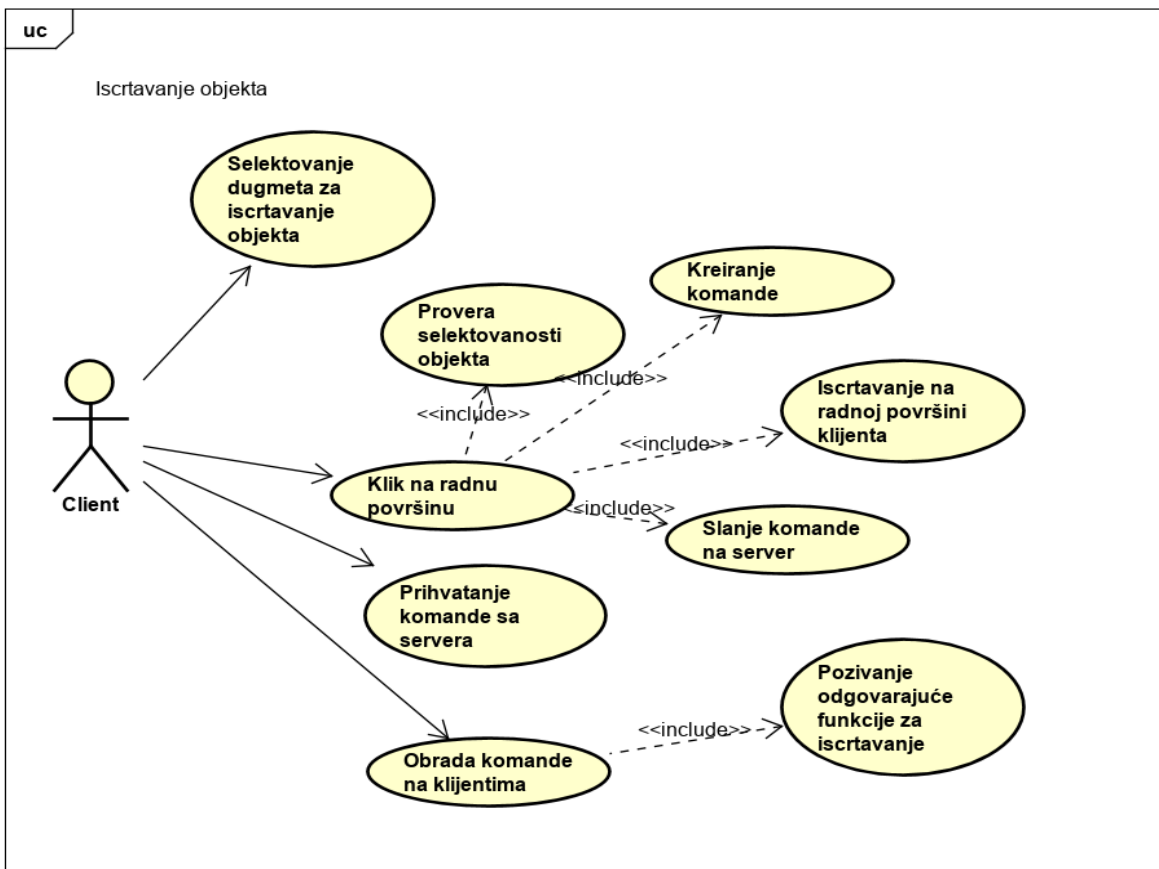 uc
Iscrtavanje objekta
Selektovanje
dugmeta za
iscrtavanje
objekta
Kreiranje
komande
Provera
selektovanosti
objekta
<<include>>
<<include>>
Iscrtavanje na
radnoj površini
klijenta
<<include>>
Klik na radnu
površinu
Client
<<include>>
Slanje komande
na server
Prihvatanje
komande sa
servera
Pozivanje
odgovarajuće
funkcije za
iscrtavanje
<<include>>
Obrada komande
na klijentima